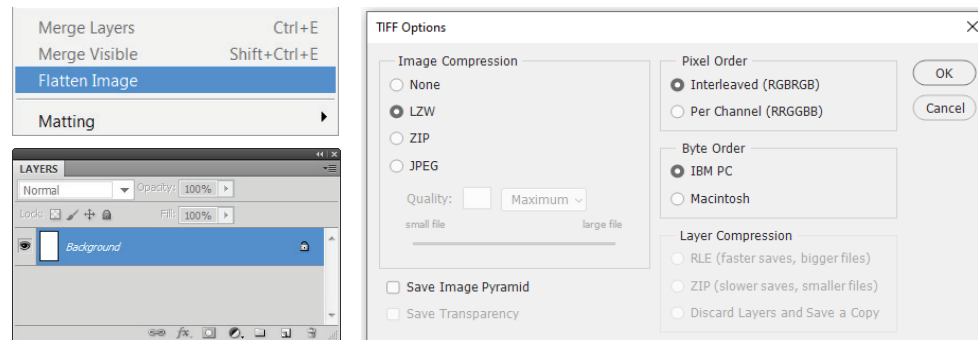 Merge Layers Ctrl+E
Merge Visible Shift+Ctrl+E
Flatten Image
Matting
LAYERS
Normal Opacity: 100%
Lock: Fill: 100%
Background
fx.
TIFF Options
Image Compression
None
LZW
ZIP
JPEG
Quality: Maximum
small file large file
Save Image Pyramid
Save Transparency
Pixel Order
Interleaved (RGBRGB)
Per Channel (RRGGBB)
Byte Order
IBM PC
Macintosh
Layer Compression
RLE (faster saves, bigger files)
ZIP (slower saves, smaller files)
Discard Layers and Save a Copy
OK
Cancel